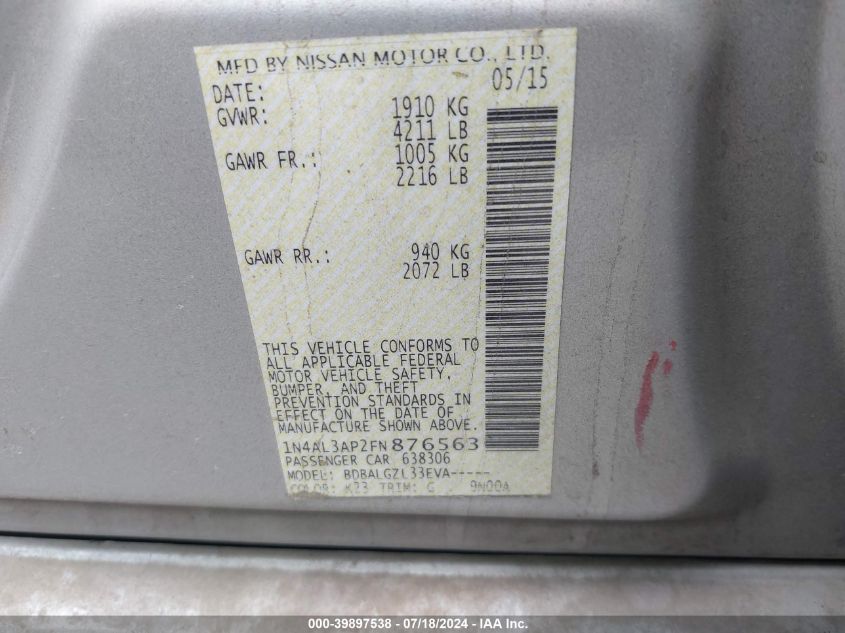 MFD BY NISSAN MOTOR CO., LTD.
DATE: 05/15
GVWR: 1910 KG
4211 LB
GAWR FR.: 1005 KG
2216 LB
GAWR RR.: 940 KG
2072 LB
THIS VEHICLE CONFORMS TO
ALL APPLICABLE FEDERAL
MOTOR VEHICLE SAFETY,
BUMPER, AND THEFT
PREVENTION STANDARDS IN
EFFECT ON THE DATE OF
MANUFACTURE SHOWN ABOVE.
1N4AL3AP2FN876563
PASSENGER CAR 638306
MODEL: BDBALGZL33EVA-----
COLOR: K23 TRIM: G 9N00A
000-39897538 - 07/18/2024 - IAA Inc.